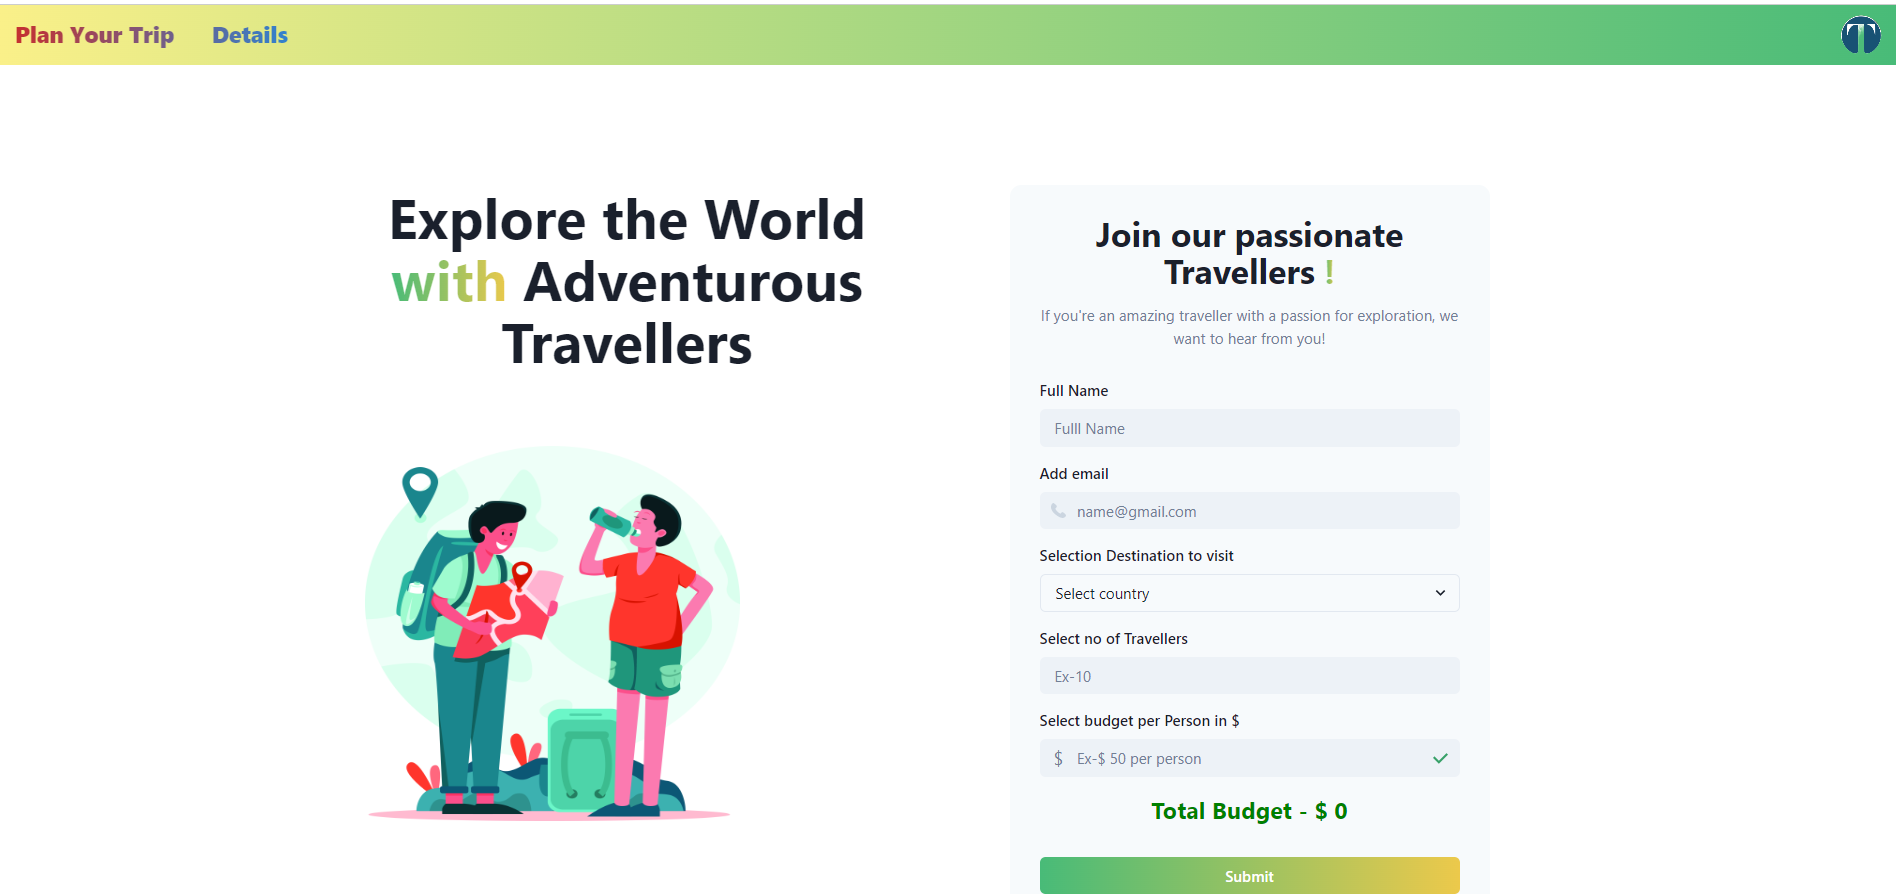 Plan Your Trip Details
Explore the World
with Adventurous
Travellers
Join our passionate
Travellers !
If you're an amazing traveller with a passion for exploration, we
want to hear from you!
Full Name
Fulll Name
Add email
name@gmail.com
Selection Destination to visit
Select country
Select no of Travellers
Ex-10
Select budget per Person in $
$ Ex-$ 50 per person
Total Budget - $ 0
Submit